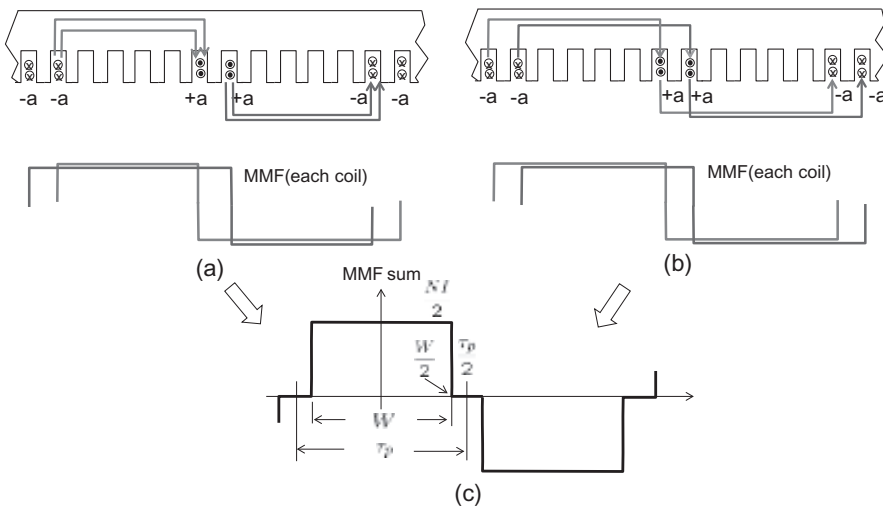 -a -a +a +a -a -a
-a -a +a +a -a -a
MMF(each coil)
MMF(each coil)
(a)
(b)
MMF sum
NI/2
W/2
τp/2
W
τp
(c)